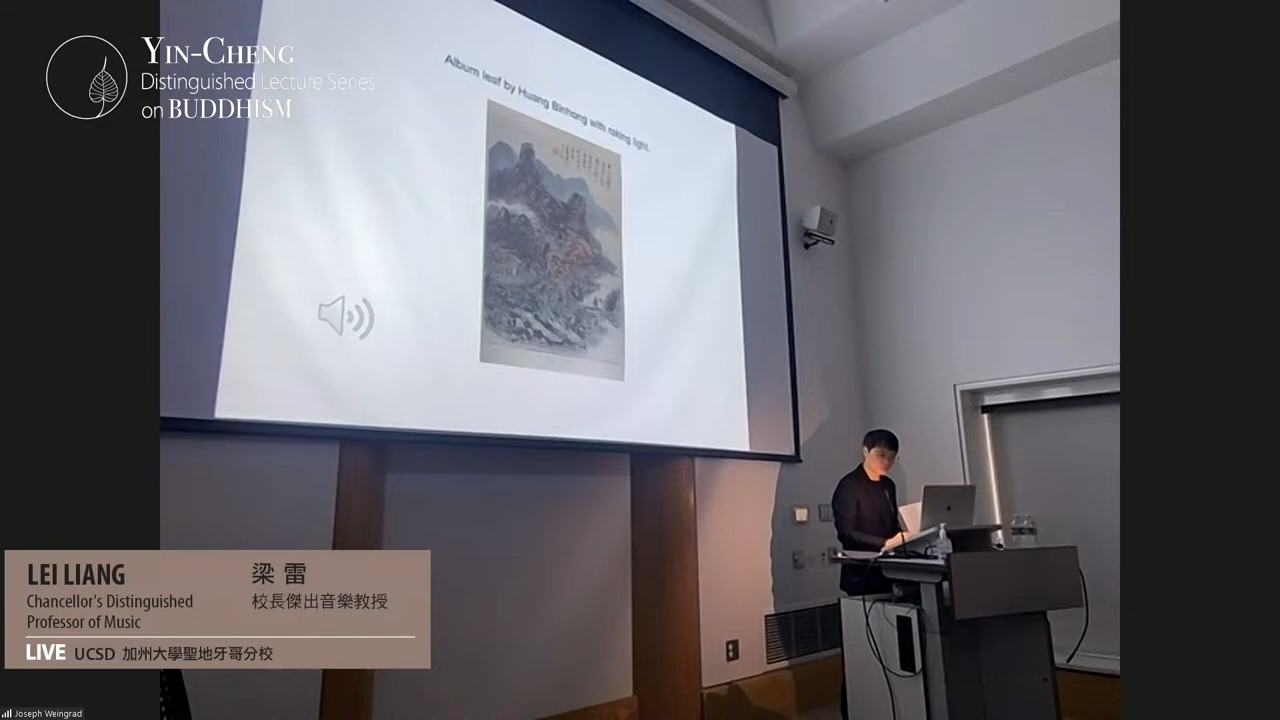 YIN-CHENG
Distinguished Lecture Series
on BUDDHISM
Album leaf by Huang Binhong with raking light.
LEI LIANG
Chancellor's Distinguished
Professor of Music
梁 雷
校長傑出音樂教授
LIVE UCSD 加州大學聖地牙哥分校
Joseph Weingrad